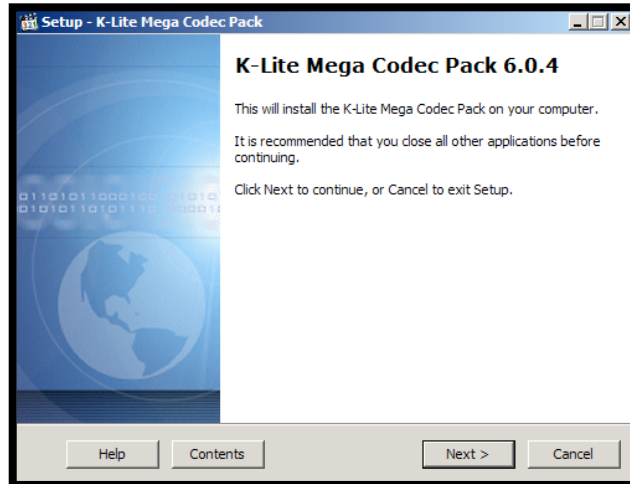 Setup - K-Lite Mega Codec Pack
K-Lite Mega Codec Pack 6.0.4
This will install the K-Lite Mega Codec Pack on your computer.
It is recommended that you close all other applications before
continuing.
Click Next to continue, or Cancel to exit Setup.
Help
Contents
Next >
Cancel